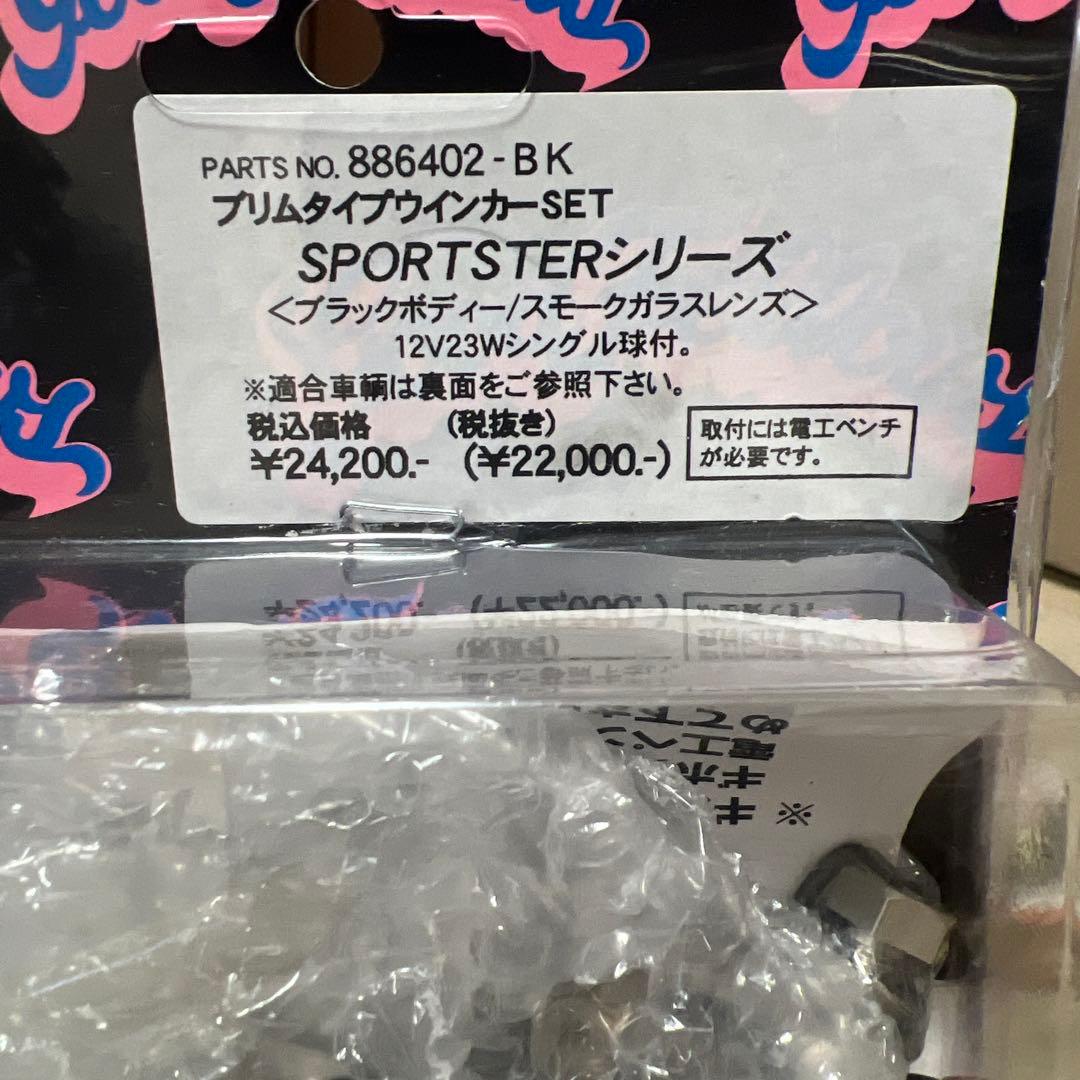 PARTS NO. 886402-BK
ブリムタイプウインカーSET
SPORTSTERシリーズ
<ブラックボディー/スモークガラスレンズ>
12V23Wシングル球付。
※適合車輌は裏面をご参照下さい。
税込価格 (税抜き)
¥24,200.- (¥22,000.-)
取付には電工ペンチ
が必要です。